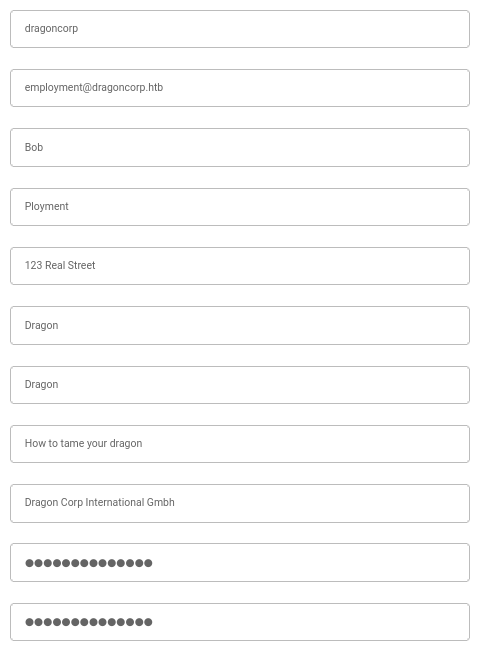 dragoncorp
employment@dragoncorp.htb
Bob
Ployment
123 Real Street
Dragon
Dragon
How to tame your dragon
Dragon Corp International Gmbh
●●●●●●●●●●●●●●
●●●●●●●●●●●●●●